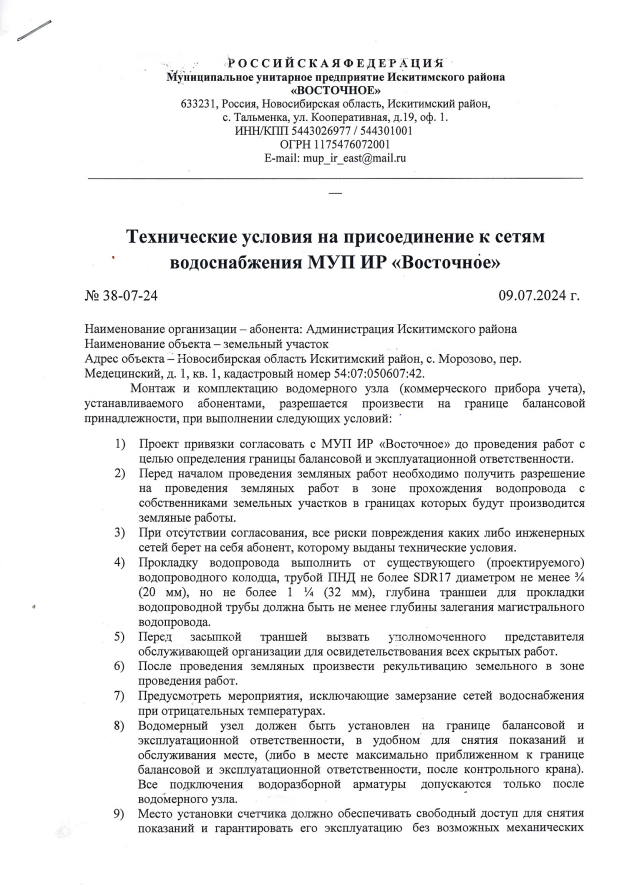 Р О С С И Й С К А Я Ф Е Д Е Р А Ц И Я
Муниципальное унитарное предприятие Искитимского района
«ВОСТОЧНОЕ»
633231, Россия, Новосибирская область, Искитимский район,
с. Тальменка, ул. Кооперативная, д.19, оф. 1.
ИНН/КПП 5443026977 / 544301001
ОГРН 1175476072001
E-mail: mup_ir_east@mail.ru
Технические условия на присоединение к сетям
водоснабжения МУП ИР «Восточное»
№ 38-07-24 09.07.2024 г.
Наименование организации – абонента: Администрация Искитимского района
Наименование объекта – земельный участок
Адрес объекта – Новосибирская область Искитимский район, с. Морозово, пер.
Медецинский, д. 1, кв. 1, кадастровый номер 54:07:050607:42.
Монтаж и комплектацию водомерного узла (коммерческого прибора учета),
устанавливаемого абонентами, разрешается произвести на границе балансовой
принадлежности, при выполнении следующих условий:
1) Проект привязки согласовать с МУП ИР «Восточное» до проведения работ с
целью определения границы балансовой и эксплуатационной ответственности.
2) Перед началом проведения земляных работ необходимо получить разрешение
на проведения земляных работ в зоне прохождения водопровода с
собственниками земельных участков в границах которых будут производится
земляные работы.
3) При отсутствии согласования, все риски повреждения каких либо инженерных
сетей берет на себя абонент, которому выданы технические условия.
4) Прокладку водопровода выполнить от существующего (проектируемого)
водопроводного колодца, трубой ПНД не более SDR17 диаметром не менее ¾
(20 мм), но не более 1 ¼ (32 мм), глубина траншеи для прокладки
водопроводной трубы должна быть не менее глубины залегания магистрального
водопровода.
5) Перед засыпкой траншей вызвать уполномоченного представителя
обслуживающей организации для освидетельствования всех скрытых работ.
6) После проведения земляных произвести рекультивацию земельного в зоне
проведения работ.
7) Предусмотреть мероприятия, исключающие замерзание сетей водоснабжения
при отрицательных температурах.
8) Водомерный узел должен быть установлен на границе балансовой и
эксплуатационной ответственности, в удобном для снятия показаний и
обслуживания месте, (либо в месте максимально приближенном к границе
балансовой и эксплуатационной ответственности, после контрольного крана).
Все подключения водоразборной арматуры допускаются только после
водомерного узла.
9) Место установки счетчика должно обеспечивать свободный доступ для снятия
показаний и гарантировать его эксплуатацию без возможных механических